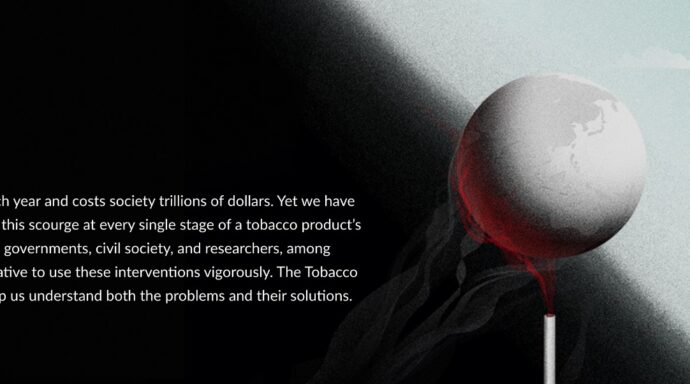 year and costs society trillions of dollars. Yet we have
this scourge at every single stage of a tobacco product's
governments, civil society, and researchers, among
to use these interventions vigorously. The Tobacco
us understand both the problems and their solutions.